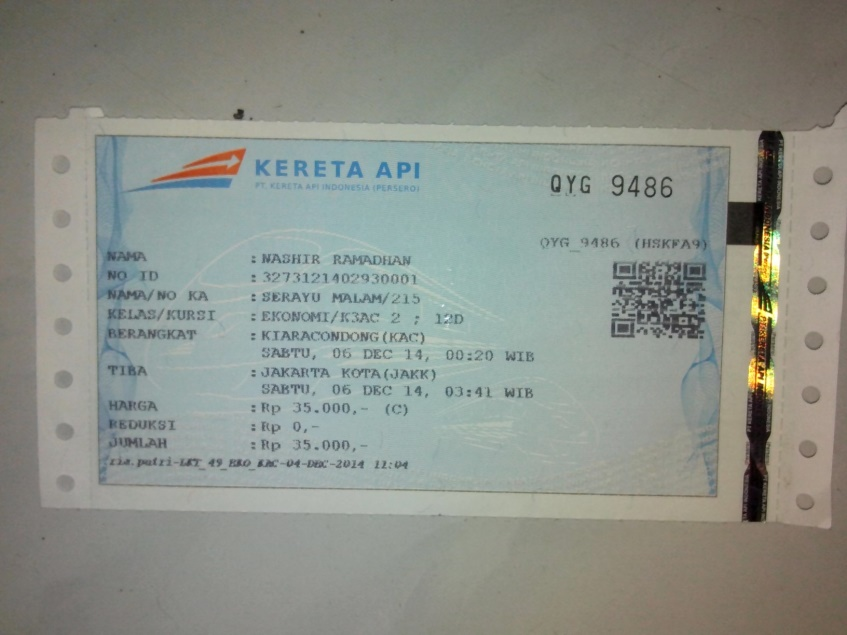 KERETA API
PT. KERETA API INDONESIA (PERSERO)
QYG 9486
QYG_9486 (HSKFA9)
NAMA : NASHIR RAMADHAN
NO ID : 3273121402930001
NAMA/NO KA : SERAYU MALAM/215
KELAS/KURSI : EKONOMI/K3AC 2 ; 12D
BERANGKAT : KIARACONDONG(KAC)
SABTU, 06 DEC 14, 00:20 WIB
TIBA : JAKARTA KOTA(JAKK)
SABTU, 06 DEC 14, 03:41 WIB
HARGA : Rp 35.000,- (C)
REDUKSI : Rp 0,-
JUMLAH : Rp 35.000,-
ria.putri-LKT_49_EKO_KAC-04-DEC-2014 11:04